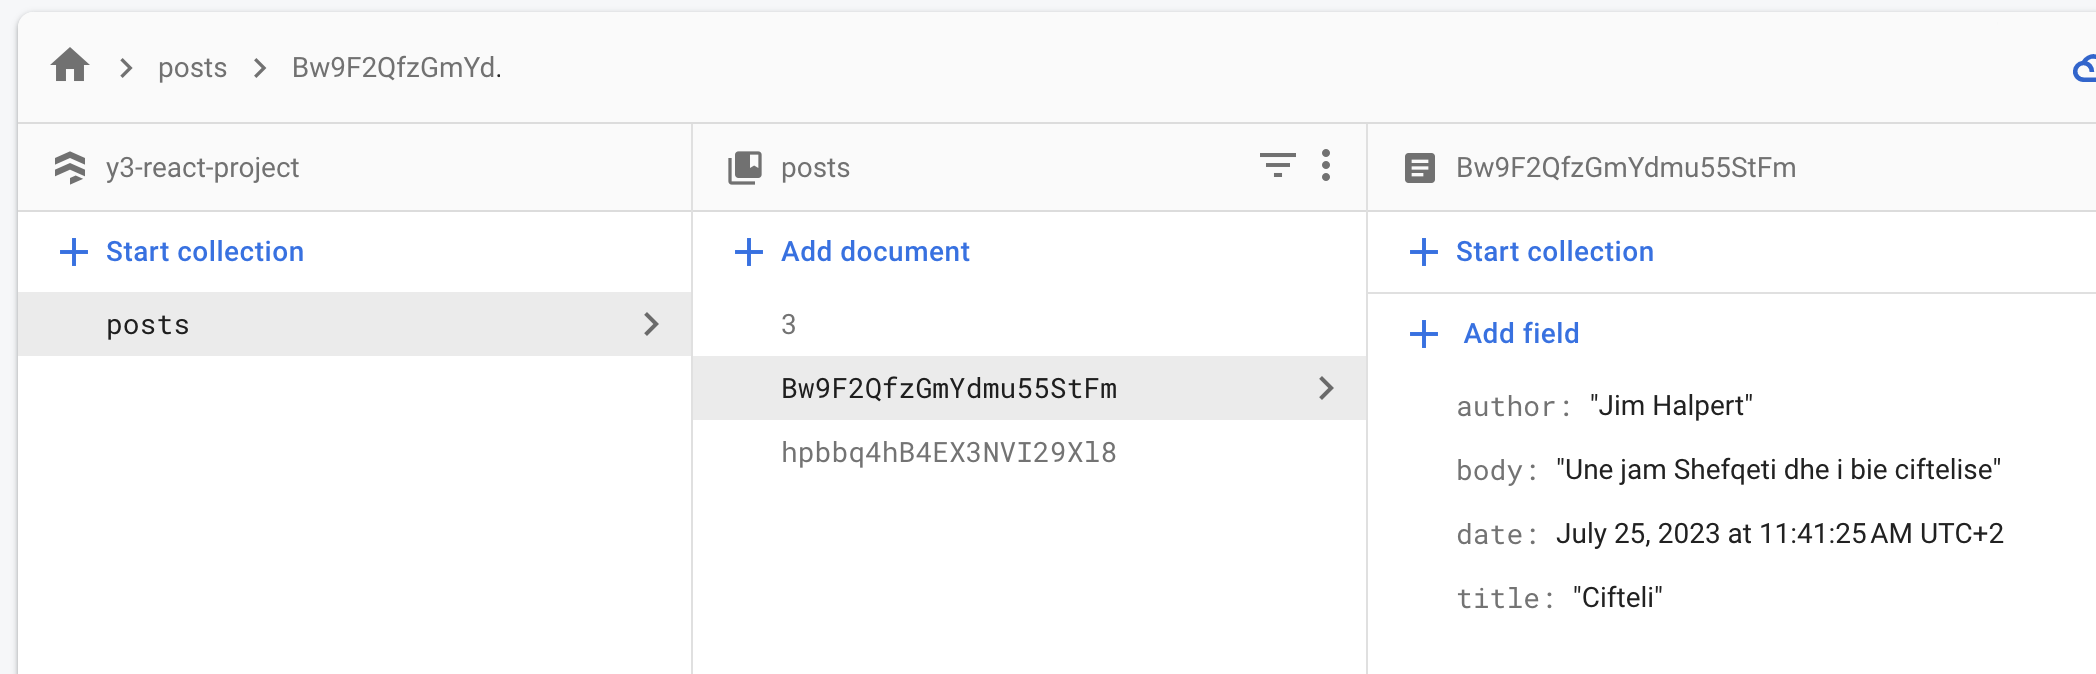 posts Bw9F2QfzGmYd.
y3-react-project
Start collection
posts
posts
Add document
3
Bw9F2QfzGmYdmu55StFm
hpbbq4hB4EX3NVI29Xl8
Bw9F2QfzGmYdmu55StFm
Start collection
Add field
author: "Jim Halpert"
body: "Une jam Shefqeti dhe i bie ciftelise"
date: July 25, 2023 at 11:41:25 AM UTC+2
title: "Cifteli"